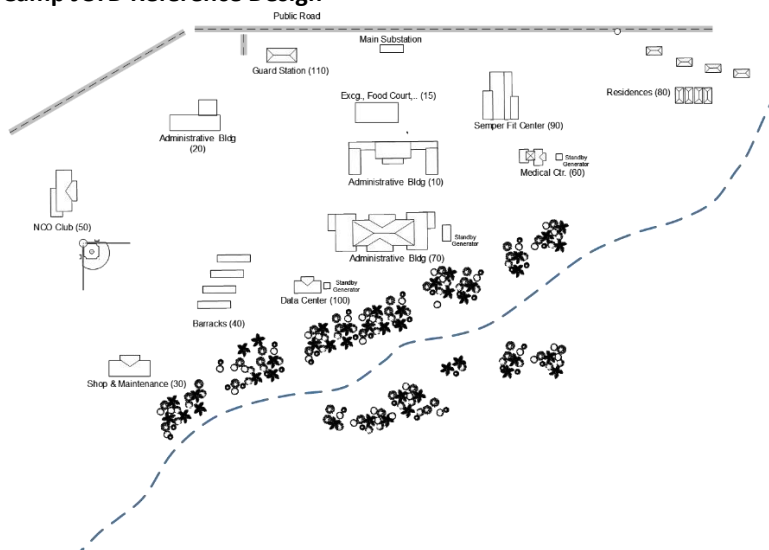 Camp JOYD Reference Design
Public Road
Main Substation
Guard Station (110)
Residences (80)
Excg., Food Court,.. (15)
Semper Fit Center (90)
Administrative Bldg
(20)
Administrative Bldg (10)
Standby
Generator
Medical Ctr. (60)
NCO Club (50)
Standby
Generator
Administrative Bldg (70)
Standby
Generator
Data Center (100)
Barracks (40)
Shop & Maintenance (30)